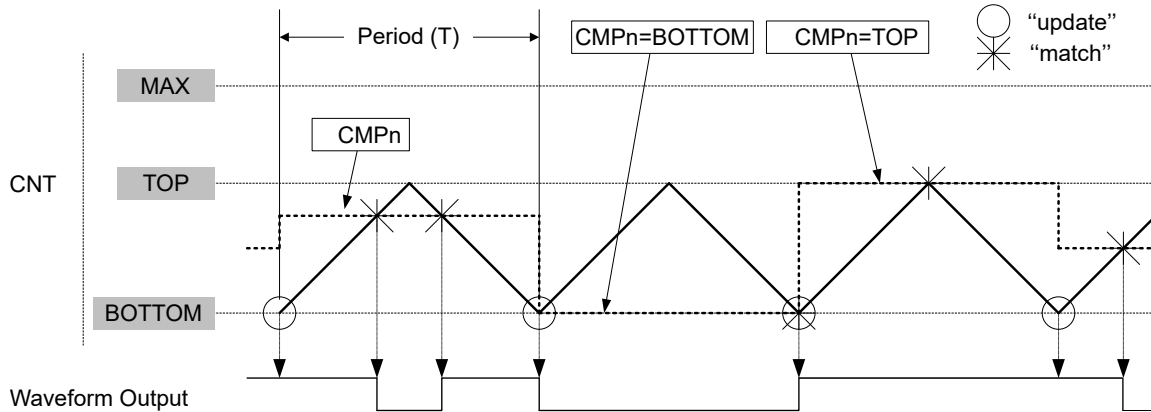 Period (T)
CMPn=BOTTOM
CMPn=TOP
“update”
“match”
MAX
CMPn
CNT
TOP
BOTTOM
Waveform Output